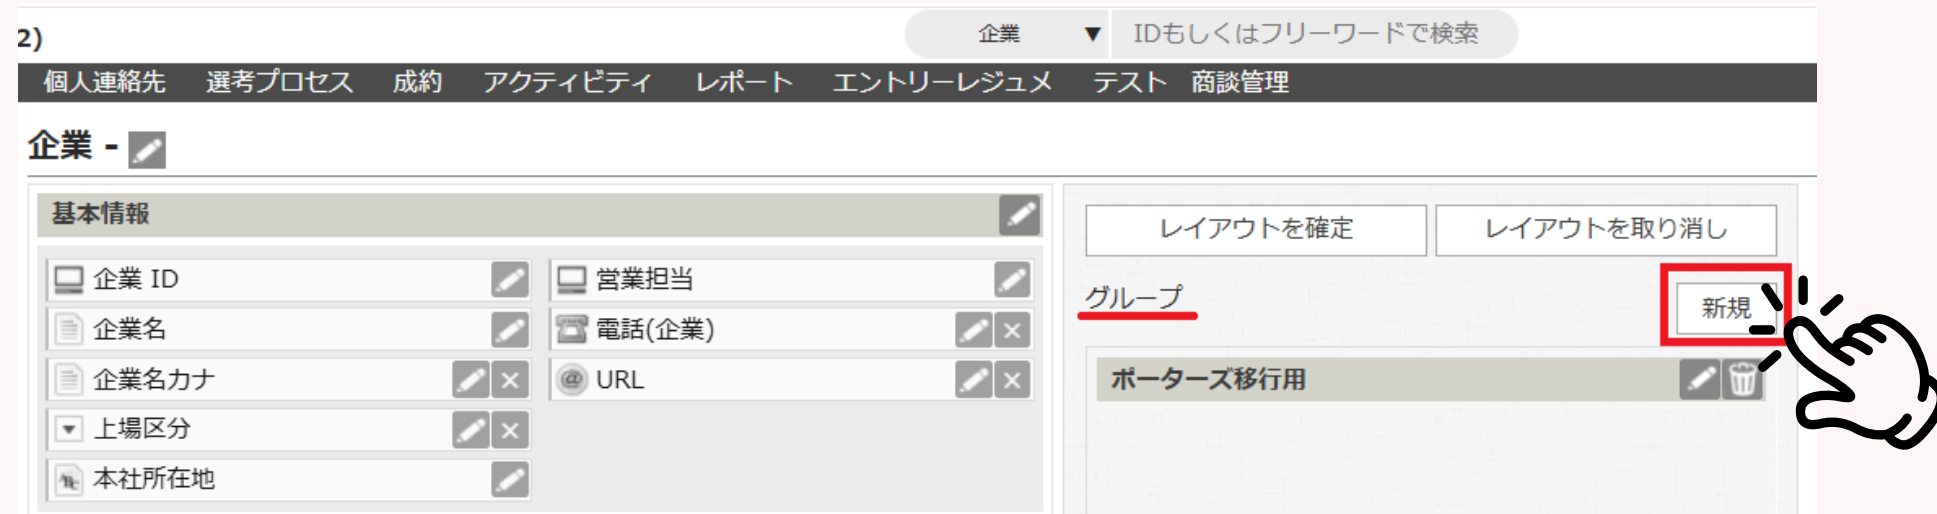 2)
企業 ▼ IDもしくはフリーワードで検索
個人連絡先 選考プロセス 成約 アクティビティ レポート エントリーレジュメ テスト 商談管理
企業 -
基本情報
企業 ID
企業名
企業名カナ
上場区分
本社所在地
営業担当
電話(企業)
@ URL
レイアウトを確定 レイアウトを取り消し
グループ 新規
ポーターズ移行用